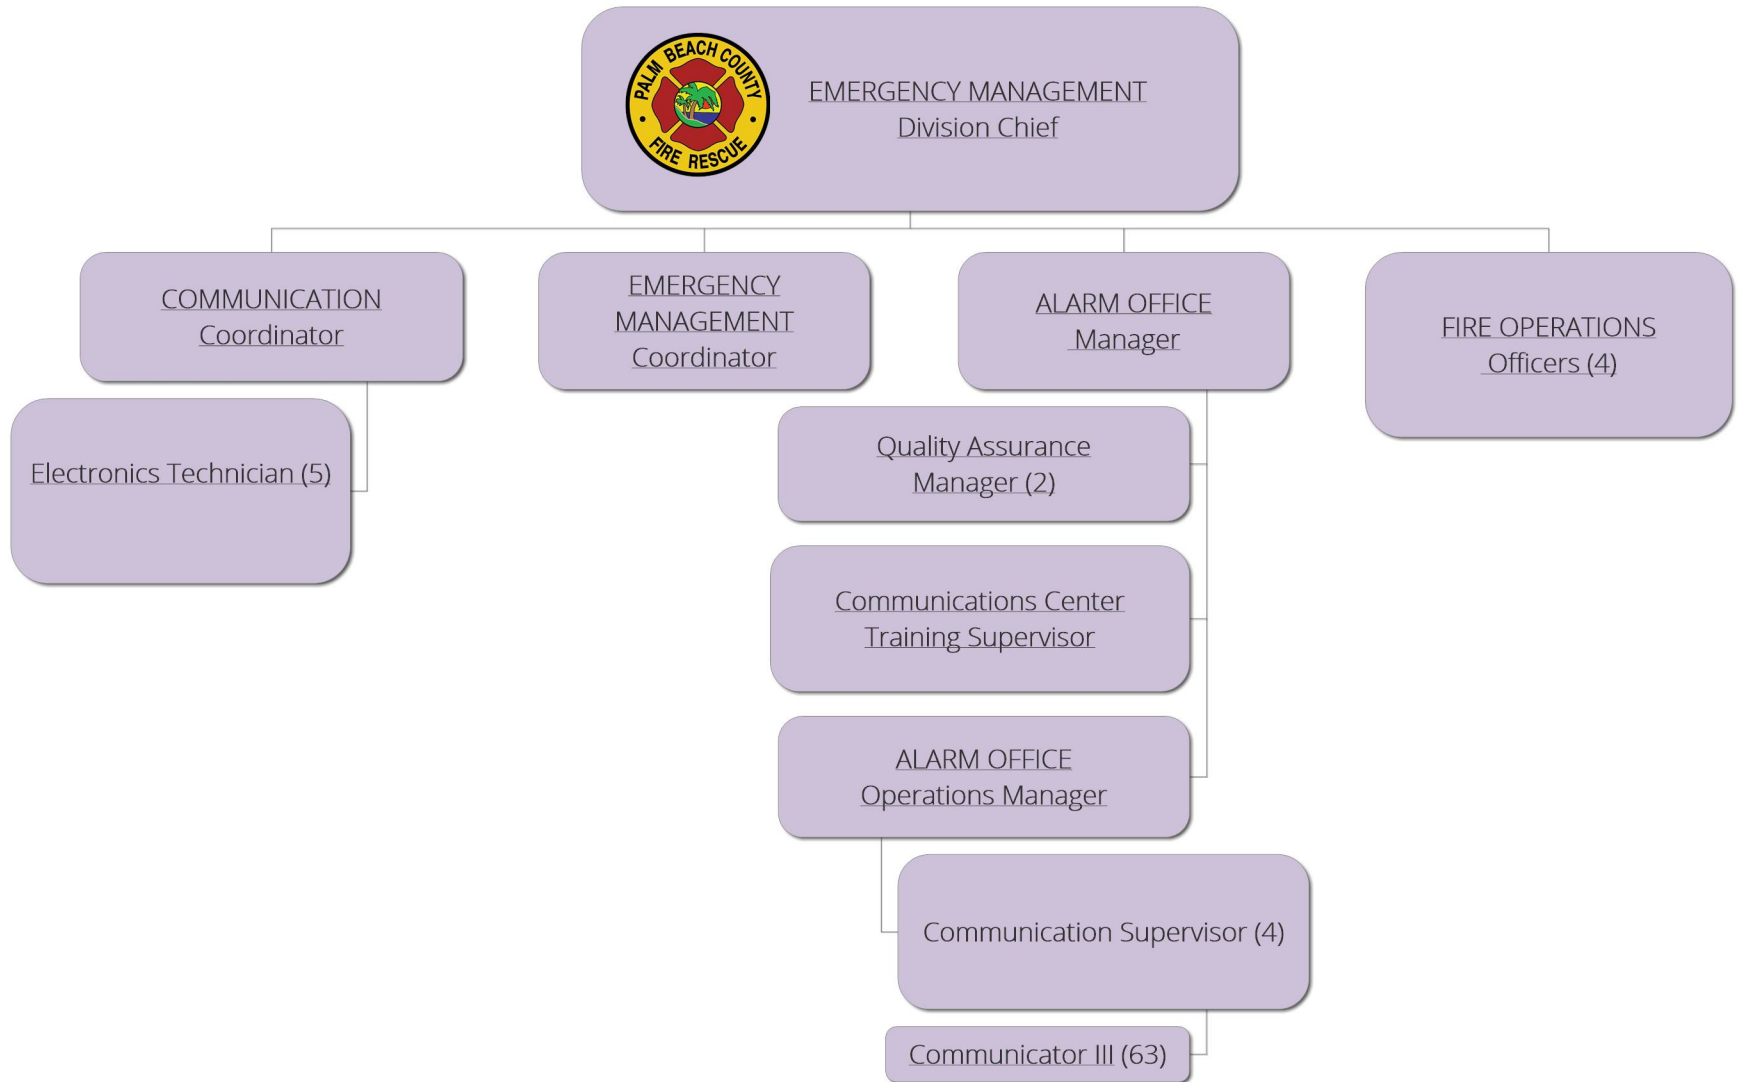 PALM BEACH COUNTY
FIRE RESCUE
EMERGENCY MANAGEMENT
Division Chief
COMMUNICATION
Coordinator
EMERGENCY
MANAGEMENT
Coordinator
ALARM OFFICE
Manager
FIRE OPERATIONS
Officers (4)
Electronics Technician (5)
Quality Assurance
Manager (2)
Communications Center
Training Supervisor
ALARM OFFICE
Operations Manager
Communication Supervisor (4)
Communicator III (63)